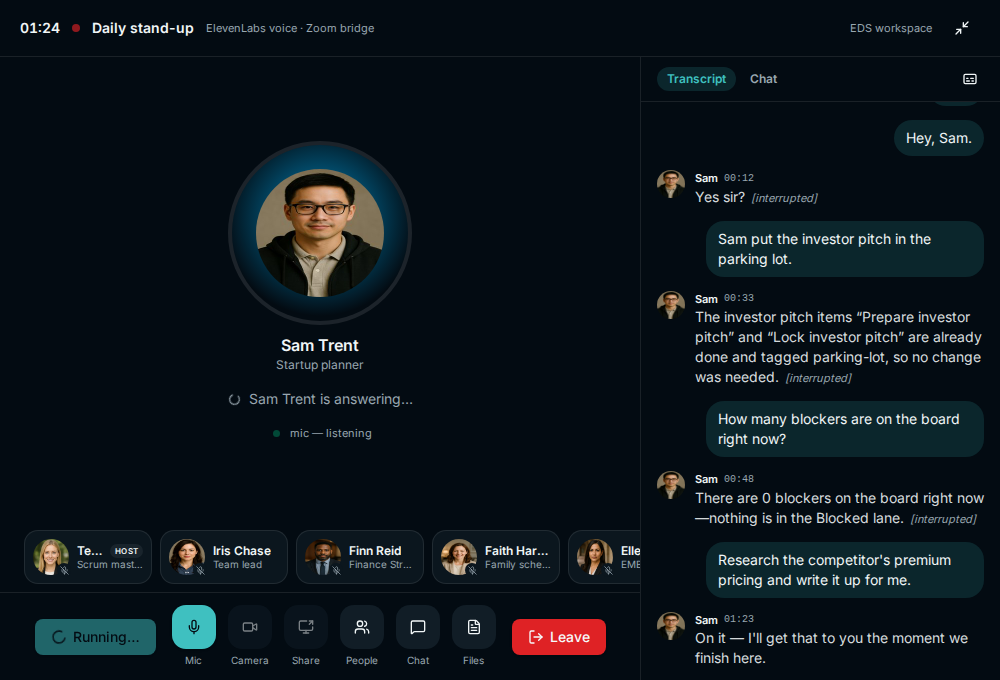 01:24 Daily stand-up ElevenLabs voice · Zoom bridge EDS workspace
Transcript Chat
Hey, Sam.
Sam 00:12
Yes sir? [interrupted]
Sam put the investor pitch in the
parking lot.
Sam 00:33
The investor pitch items “Prepare investor
pitch” and “Lock investor pitch” are already
done and tagged parking-lot, so no change
was needed. [interrupted]
How many blockers are on the board
right now?
Sam 00:48
There are 0 blockers on the board right now
—nothing is in the Blocked lane. [interrupted]
Research the competitor's premium
pricing and write it up for me.
Sam 01:23
On it — I'll get that to you the moment we
finish here.
Sam Trent
Startup planner
Sam Trent is answering...
mic — listening
Te... HOST
Scrum mast...
Iris Chase
Team lead
Finn Reid
Finance Str...
Faith Har...
Family sche...
Elle
EME
Running...
Mic
Camera
Share
People
Chat
Files
Leave